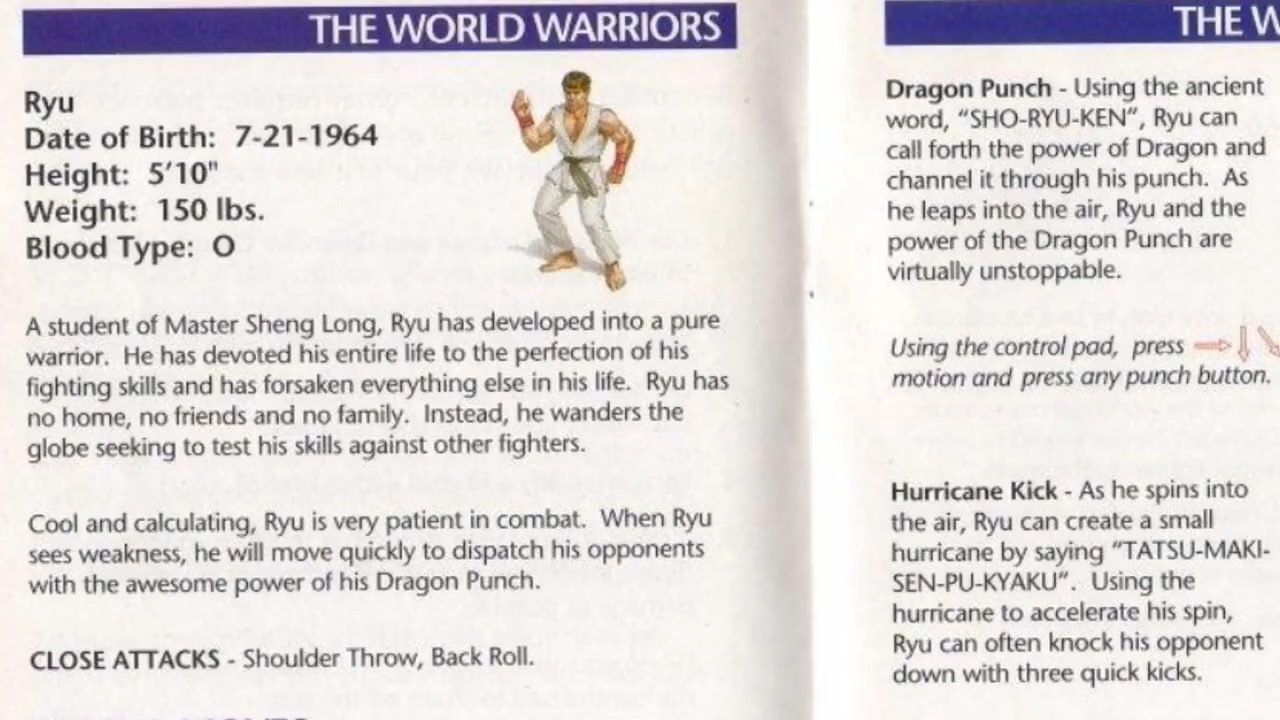 THE WORLD WARRIORS
Ryu
Date of Birth: 7-21-1964
Height: 5'10"
Weight: 150 lbs.
Blood Type: O
A student of Master Sheng Long, Ryu has developed into a pure
warrior. He has devoted his entire life to the perfection of his
fighting skills and has forsaken everything else in his life. Ryu has
no home, no friends and no family. Instead, he wanders the
globe seeking to test his skills against other fighters.
Cool and calculating, Ryu is very patient in combat. When Ryu
sees weakness, he will move quickly to dispatch his opponents
with the awesome power of his Dragon Punch.
CLOSE ATTACKS - Shoulder Throw, Back Roll.
THE W
Dragon Punch - Using the ancient
word, "SHO-RYU-KEN", Ryu can
call forth the power of Dragon and
channel it through his punch. As
he leaps into the air, Ryu and the
power of the Dragon Punch are
virtually unstoppable.
Using the control pad, press
motion and press any punch button.
Hurricane Kick - As he spins into
the air, Ryu can create a small
hurricane by saying "TATSU-MAKI-
SEN-PU-KYAKU". Using the
hurricane to accelerate his spin,
Ryu can often knock his opponent
down with three quick kicks.